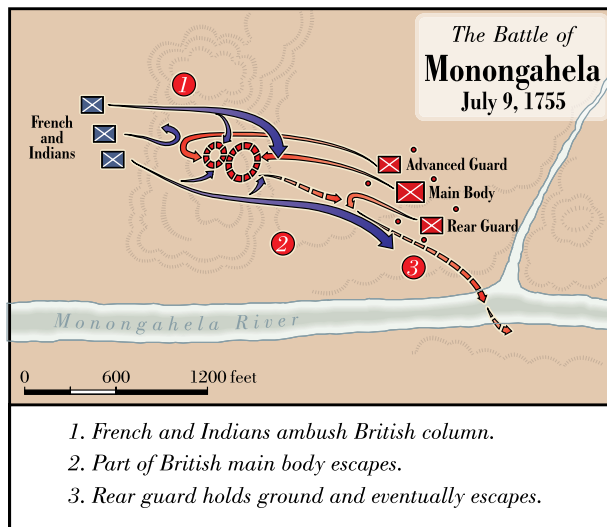 The Battle of
Monongahela
July 9, 1755
1
French
and
Indians
Advanced Guard
Main Body
Rear Guard
2
3
Monongahela River
0 600 1200 feet
1. French and Indians ambush British column.
2. Part of British main body escapes.
3. Rear guard holds ground and eventually escapes.